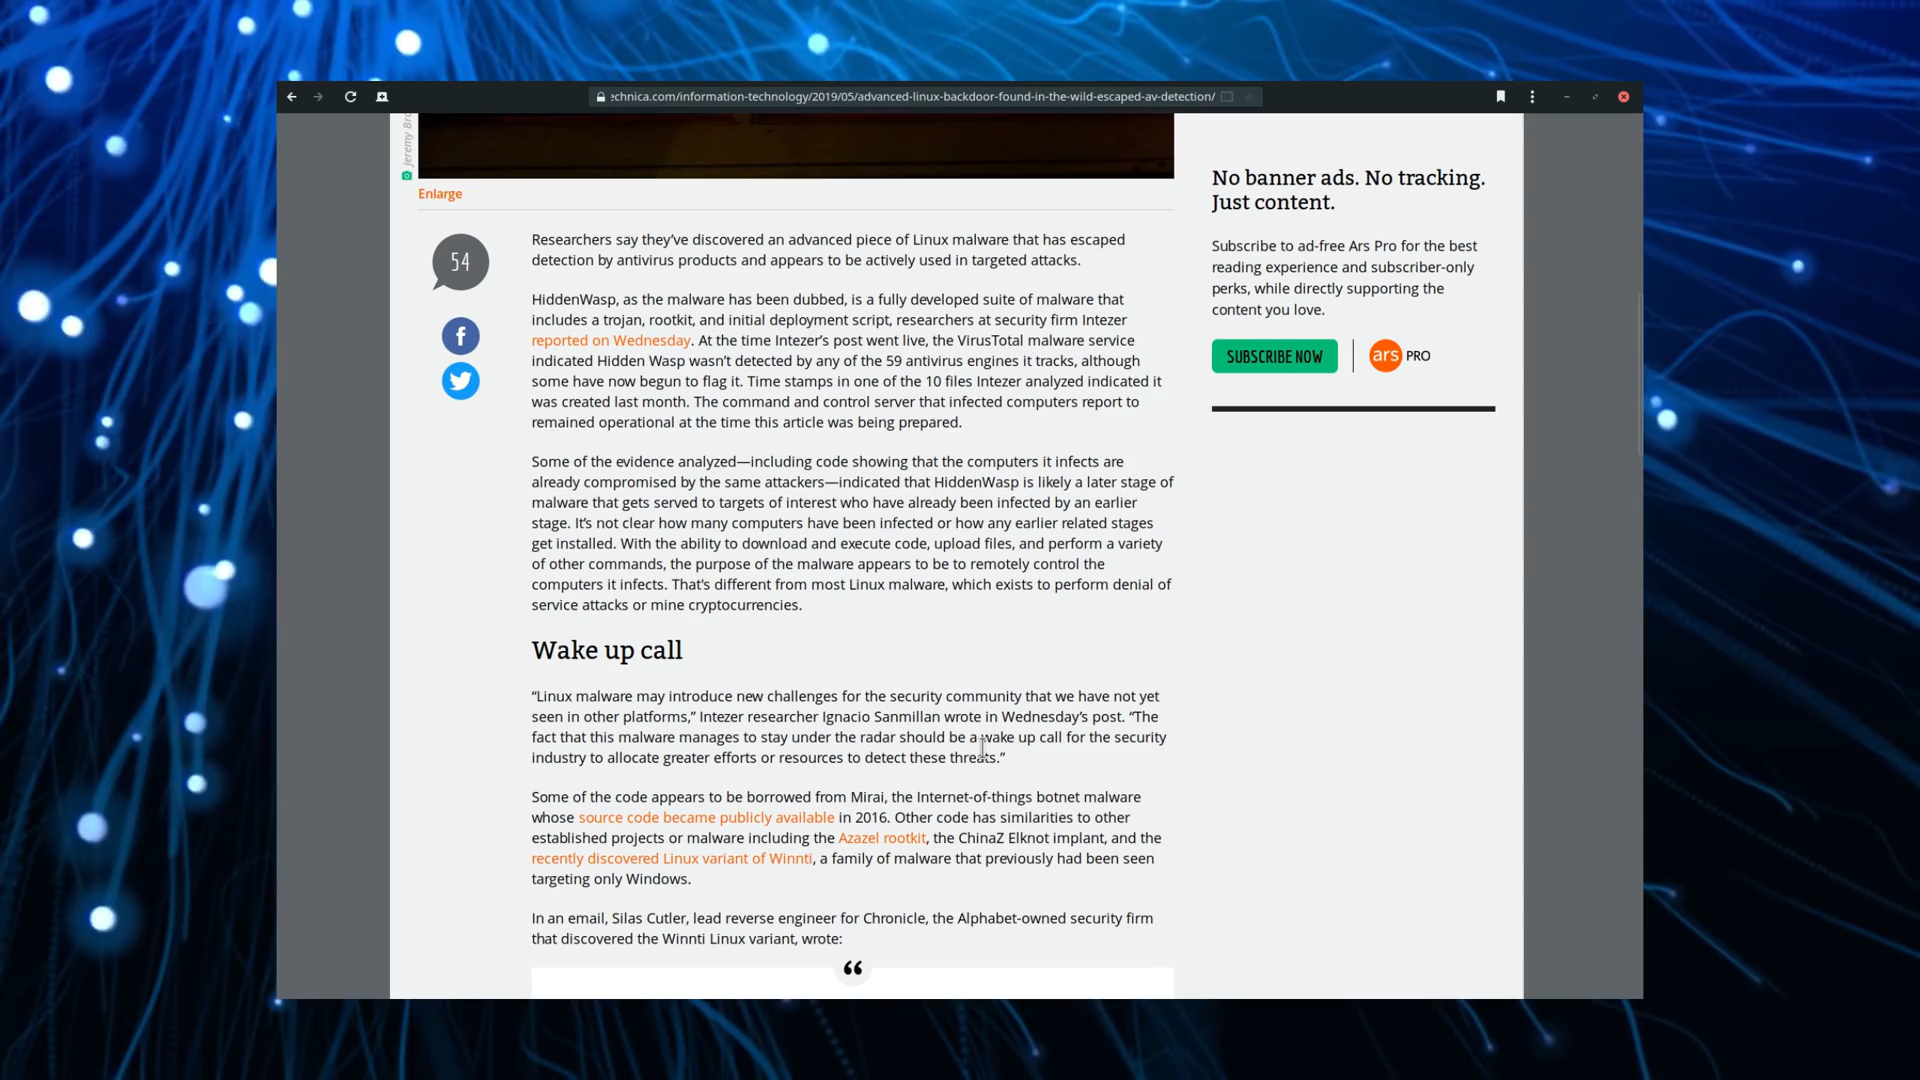 echnica.com/information-technology/2019/05/advanced-linux-backdoor-found-in-the-wild-escaped-av-detection/
Jeremy
Enlarge
54
Researchers say they’ve discovered an advanced piece of Linux malware that has escaped
detection by antivirus products and appears to be actively used in targeted attacks.
HiddenWasp, as the malware has been dubbed, is a fully developed suite of malware that
includes a trojan, rootkit, and initial deployment script, researchers at security firm Intezer
reported on Wednesday. At the time Intezer’s post went live, the VirusTotal malware service
indicated Hidden Wasp wasn’t detected by any of the 59 antivirus engines it tracks, although
some have now begun to flag it. Time stamps in one of the 10 files Intezer analyzed indicated it
was created last month. The command and control server that infected computers report to
remained operational at the time this article was being prepared.
Some of the evidence analyzed—including code showing that the computers it infects are
already compromised by the same attackers—indicated that HiddenWasp is likely a later stage of
malware that gets served to targets of interest who have already been infected by an earlier
stage. It’s not clear how many computers have been infected or how any earlier related stages
get installed. With the ability to download and execute code, upload files, and perform a variety
of other commands, the purpose of the malware appears to be to remotely control the
computers it infects. That's different from most Linux malware, which exists to perform denial of
service attacks or mine cryptocurrencies.
Wake up call
“Linux malware may introduce new challenges for the security community that we have not yet
seen in other platforms,” Intezer researcher Ignacio Sanmillan wrote in Wednesday’s post. “The
fact that this malware manages to stay under the radar should be a wake up call for the security
industry to allocate greater efforts or resources to detect these threats.”
Some of the code appears to be borrowed from Mirai, the Internet-of-things botnet malware
whose source code became publicly available in 2016. Other code has similarities to other
established projects or malware including the Azazel rootkit, the ChinaZ Elknot implant, and the
recently discovered Linux variant of Winnti, a family of malware that previously had been seen
targeting only Windows.
In an email, Silas Cutler, lead reverse engineer for Chronicle, the Alphabet-owned security firm
that discovered the Winnti Linux variant, wrote:
“
No banner ads. No tracking.
Just content.
Subscribe to ad-free Ars Pro for the best
reading experience and subscriber-only
perks, while directly supporting the
content you love.
SUBSCRIBE NOW
ars PRO